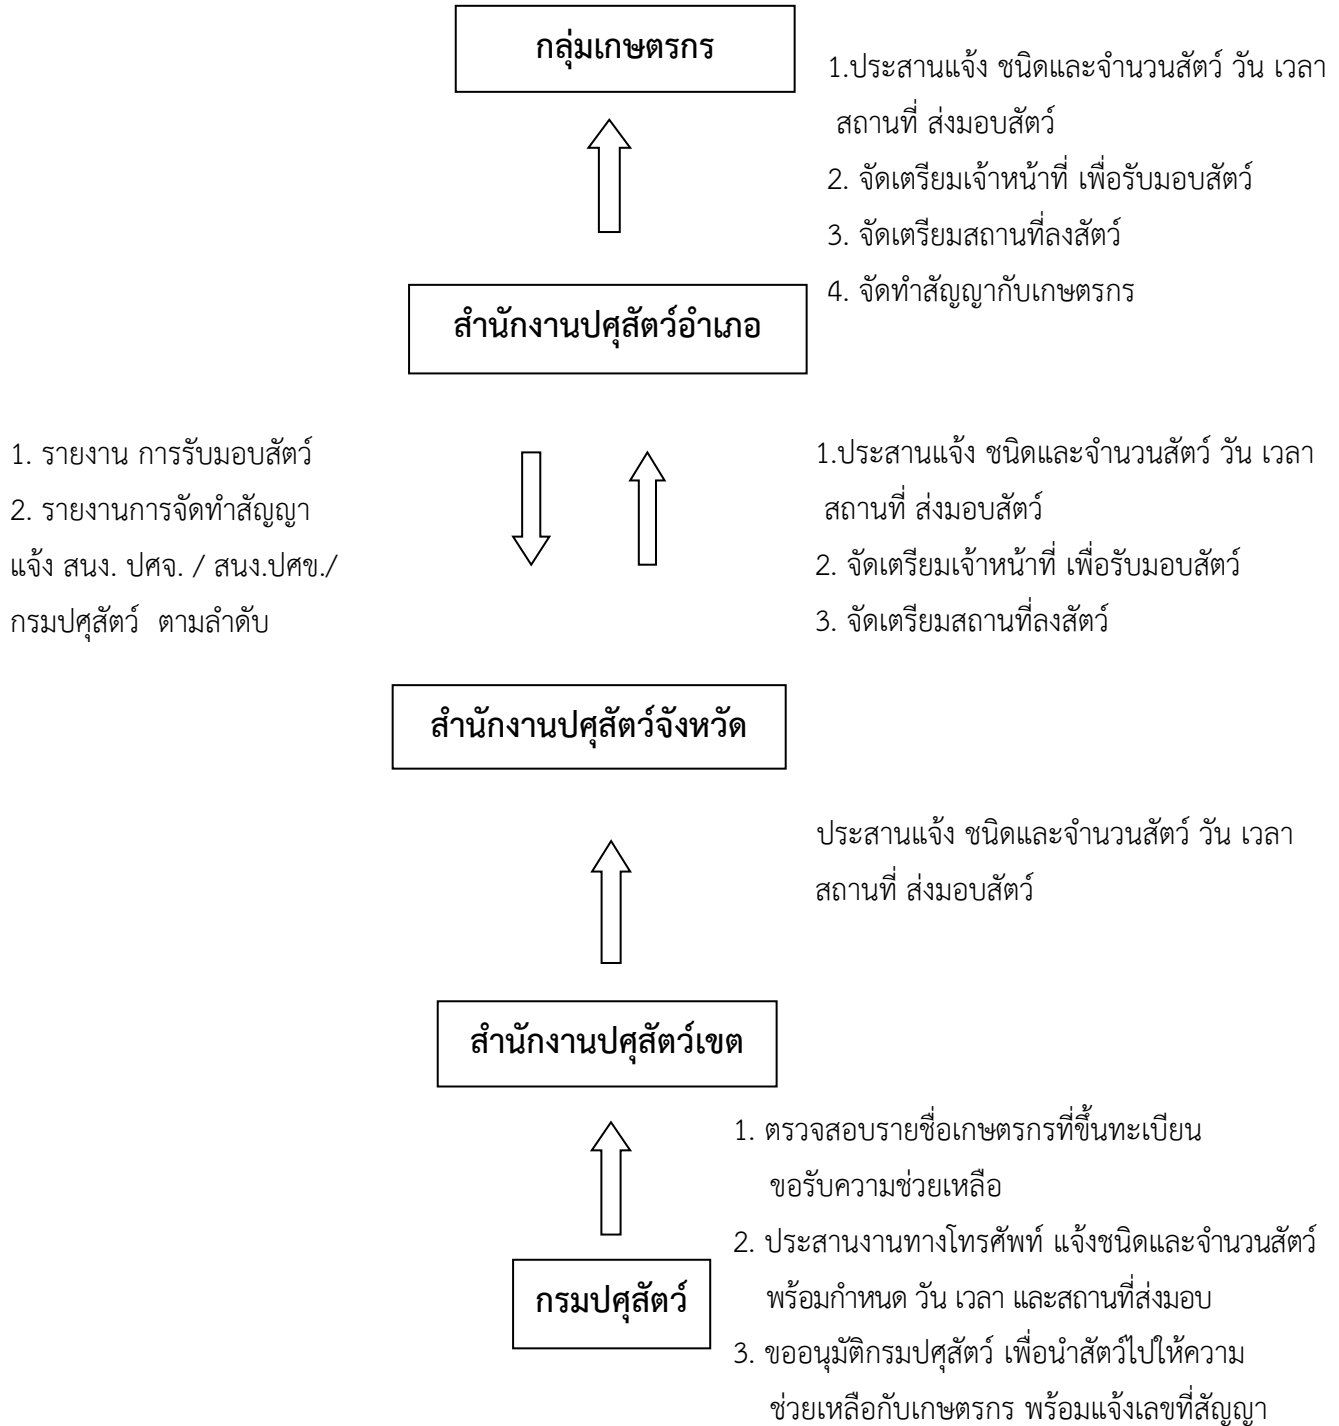 กลุ่มเกษตรกร
1.ประสานแจ้ง ชนิดและจำนวนสัตว์ วัน เวลา
สถานที่ ส่งมอบสัตว์
2. จัดเตรียมเจ้าหน้าที่ เพื่อรับมอบสัตว์
3. จัดเตรียมสถานที่ลงสัตว์
4. จัดทำสัญญากับเกษตรกร
สำนักงานปศุสัตว์อำเภอ
1. รายงาน การรับมอบสัตว์
2. รายงานการจัดทำสัญญา
แจ้ง สนง. ปศจ. / สนง.ปศข./
กรมปศุสัตว์ ตามลำดับ
1.ประสานแจ้ง ชนิดและจำนวนสัตว์ วัน เวลา
สถานที่ ส่งมอบสัตว์
2. จัดเตรียมเจ้าหน้าที่ เพื่อรับมอบสัตว์
3. จัดเตรียมสถานที่ลงสัตว์
สำนักงานปศุสัตว์จังหวัด
ประสานแจ้ง ชนิดและจำนวนสัตว์ วัน เวลา
สถานที่ ส่งมอบสัตว์
สำนักงานปศุสัตว์เขต
1. ตรวจสอบรายชื่อเกษตรกรที่ขึ้นทะเบียน
ขอรับความช่วยเหลือ
2. ประสานงานทางโทรศัพท์ แจ้งชนิดและจำนวนสัตว์
พร้อมกำหนด วัน เวลา และสถานที่ส่งมอบ
กรมปศุสัตว์
3. ขออนุมัติกรมปศุสัตว์ เพื่อนำสัตว์ไปให้ความ
ช่วยเหลือกับเกษตรกร พร้อมแจ้งเลขที่สัญญา